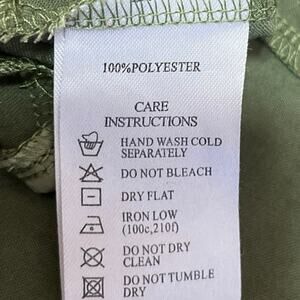 100%POLYESTER
CARE
INSTRUCTIONS
HAND WASH COLD
SEPARATELY
DO NOT BLEACH
DRY FLAT
IRON LOW
(100c,210f)
DO NOT DRY
CLEAN
DO NOT TUMBLE
DRY